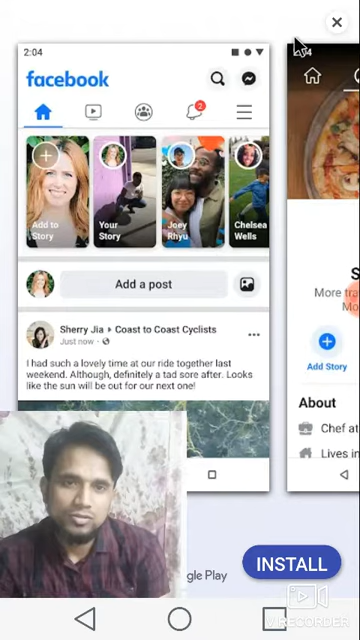 2:04
facebook
2
Add to
Story
Your
Story
Joey
Rhyu
Chelsea
Wells
Add a post
Sherry Jia ▸ Coast to Coast Cyclists
Just now ·
I had such a lovely time at our ride together last
weekend. Although, definitely a tad sore after. Looks
like the sun will be out for our next one!
S
More tra
Add Story
About
Chef at
Lives in
gle Play
INSTALL
V RECORDER